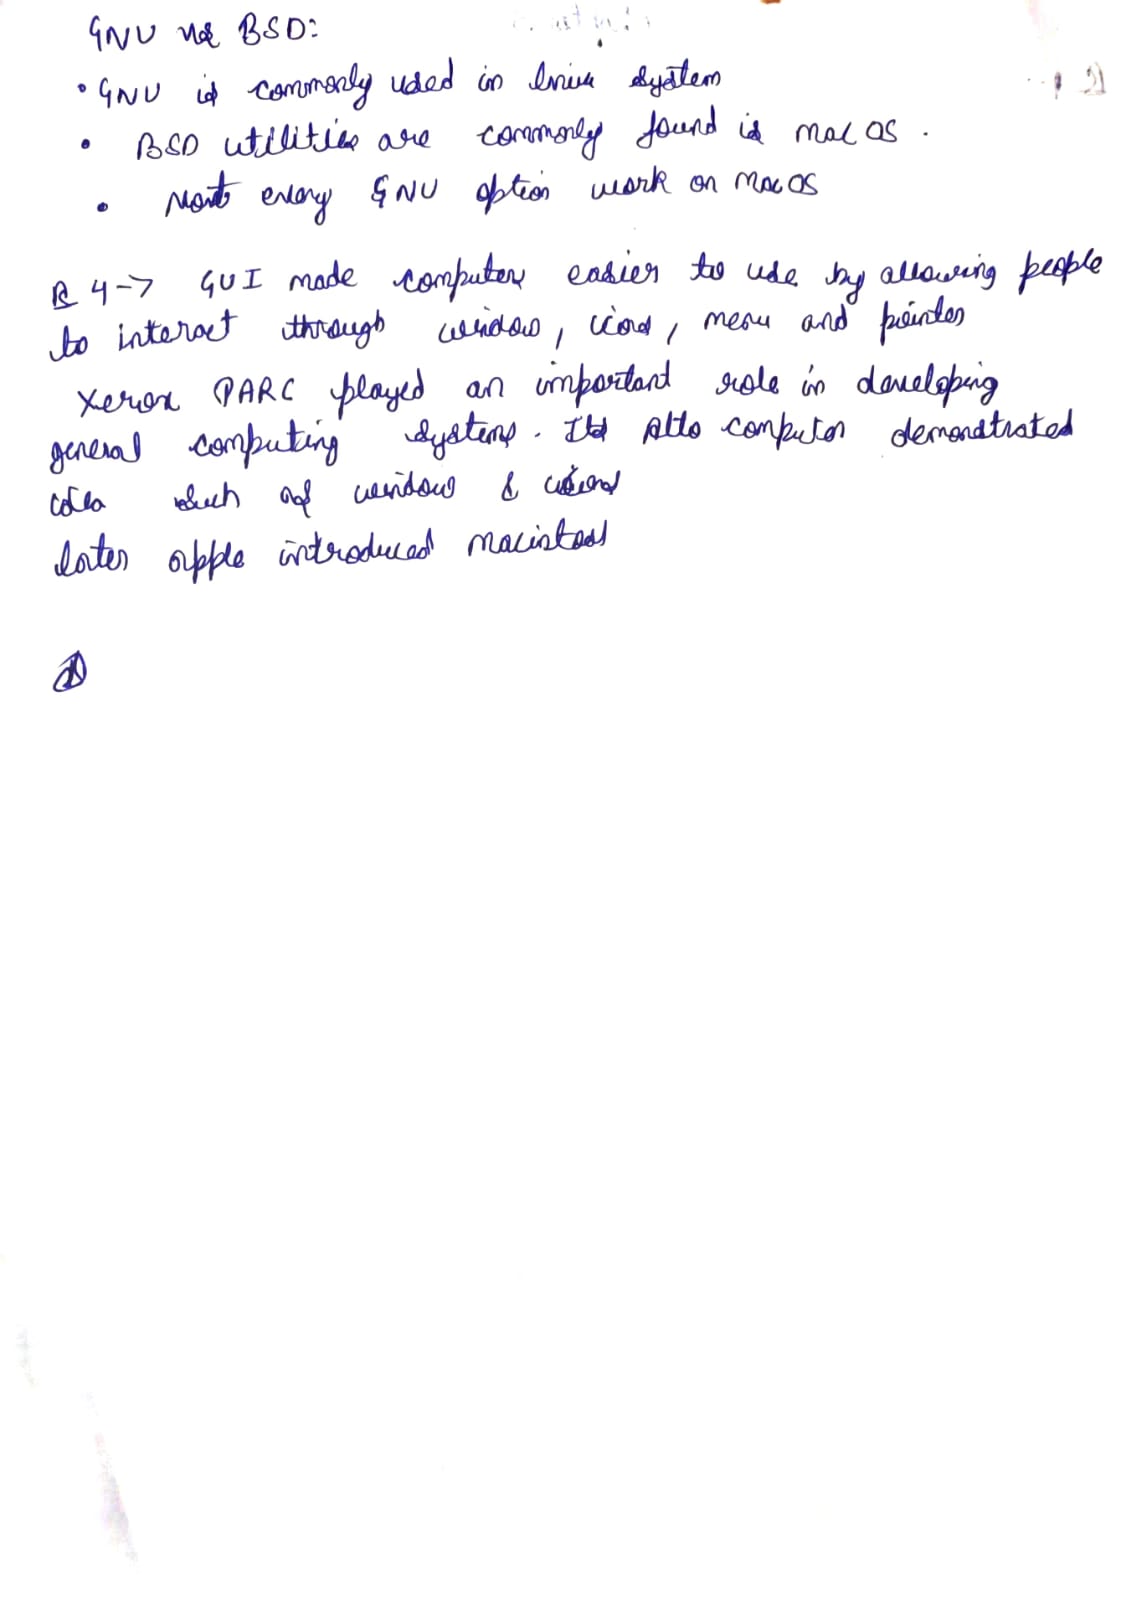 GNU vs BSD:
• GNU is commonly used in linux system
• BSD utilities are commonly found is mac OS .
• Not every GNU option work on Mac OS
Q 4-> GUI made computer easier to use by allowing people
to interact through window, icons, menu and pointer
Xerox PARC played an important role in developing
general computing systems. Its Alto computer demonstrated
idea such as window & icons
later apple introduced